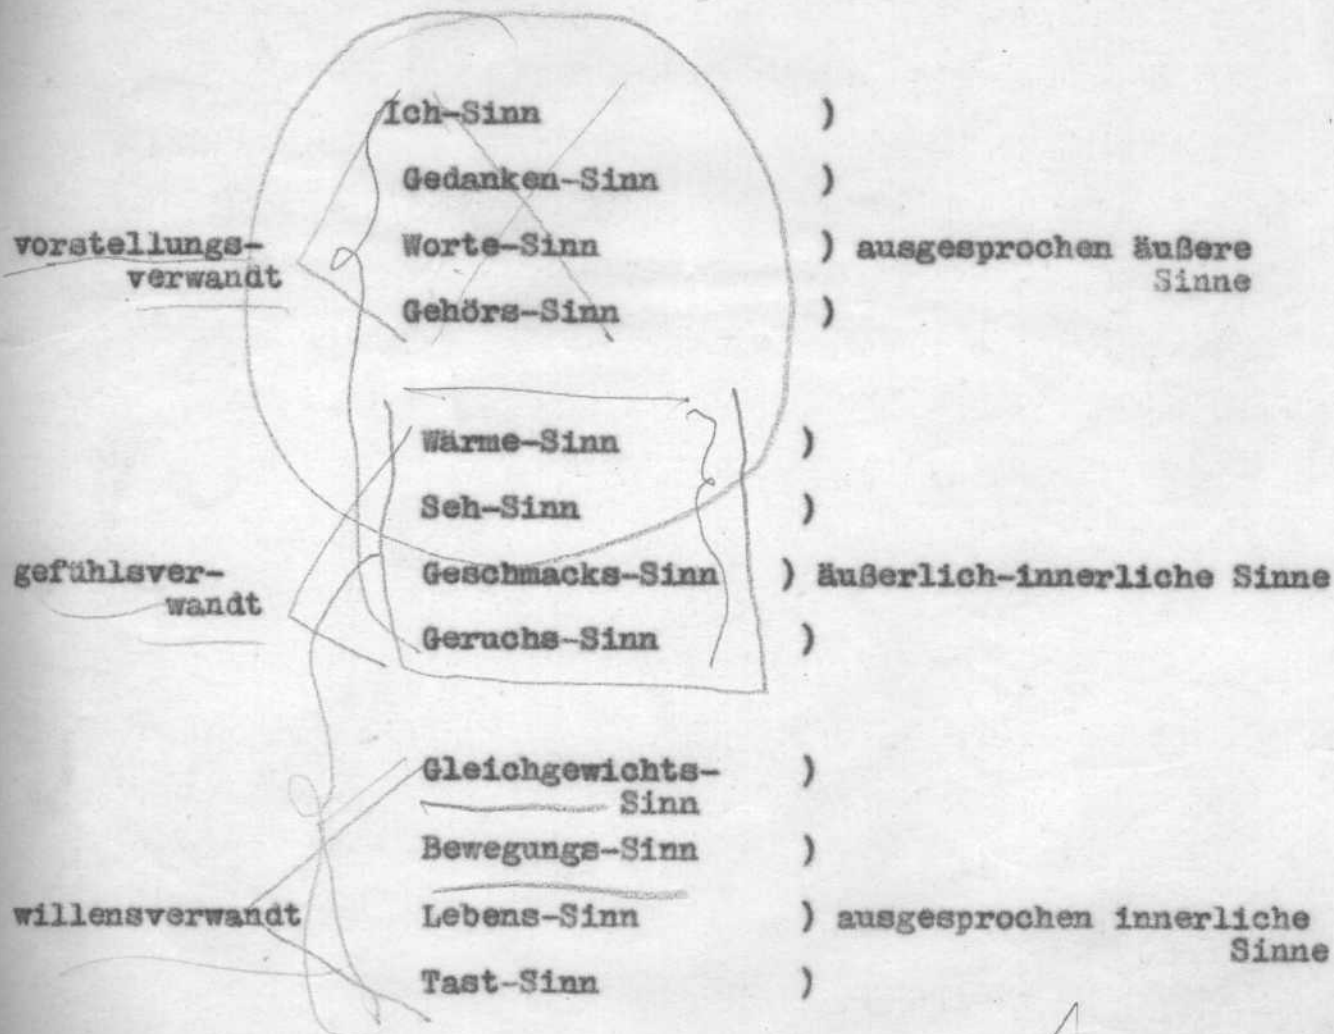 Ich-Sinn )
Gedanken-Sinn )
vorstellungs- Worte-Sinn ) ausgesprochen äußere
verwandt Sinne
Gehörs-Sinn )
Wärme-Sinn )
Seh-Sinn )
gefühlsver- Geschmacks-Sinn ) äußerlich-innerliche Sinne
wandt
Geruchs-Sinn )
Gleichgewichts- )
Sinn
Bewegungs-Sinn )
willensverwandt Lebens-Sinn ) ausgesprochen innerliche
Sinne
Tast-Sinn )